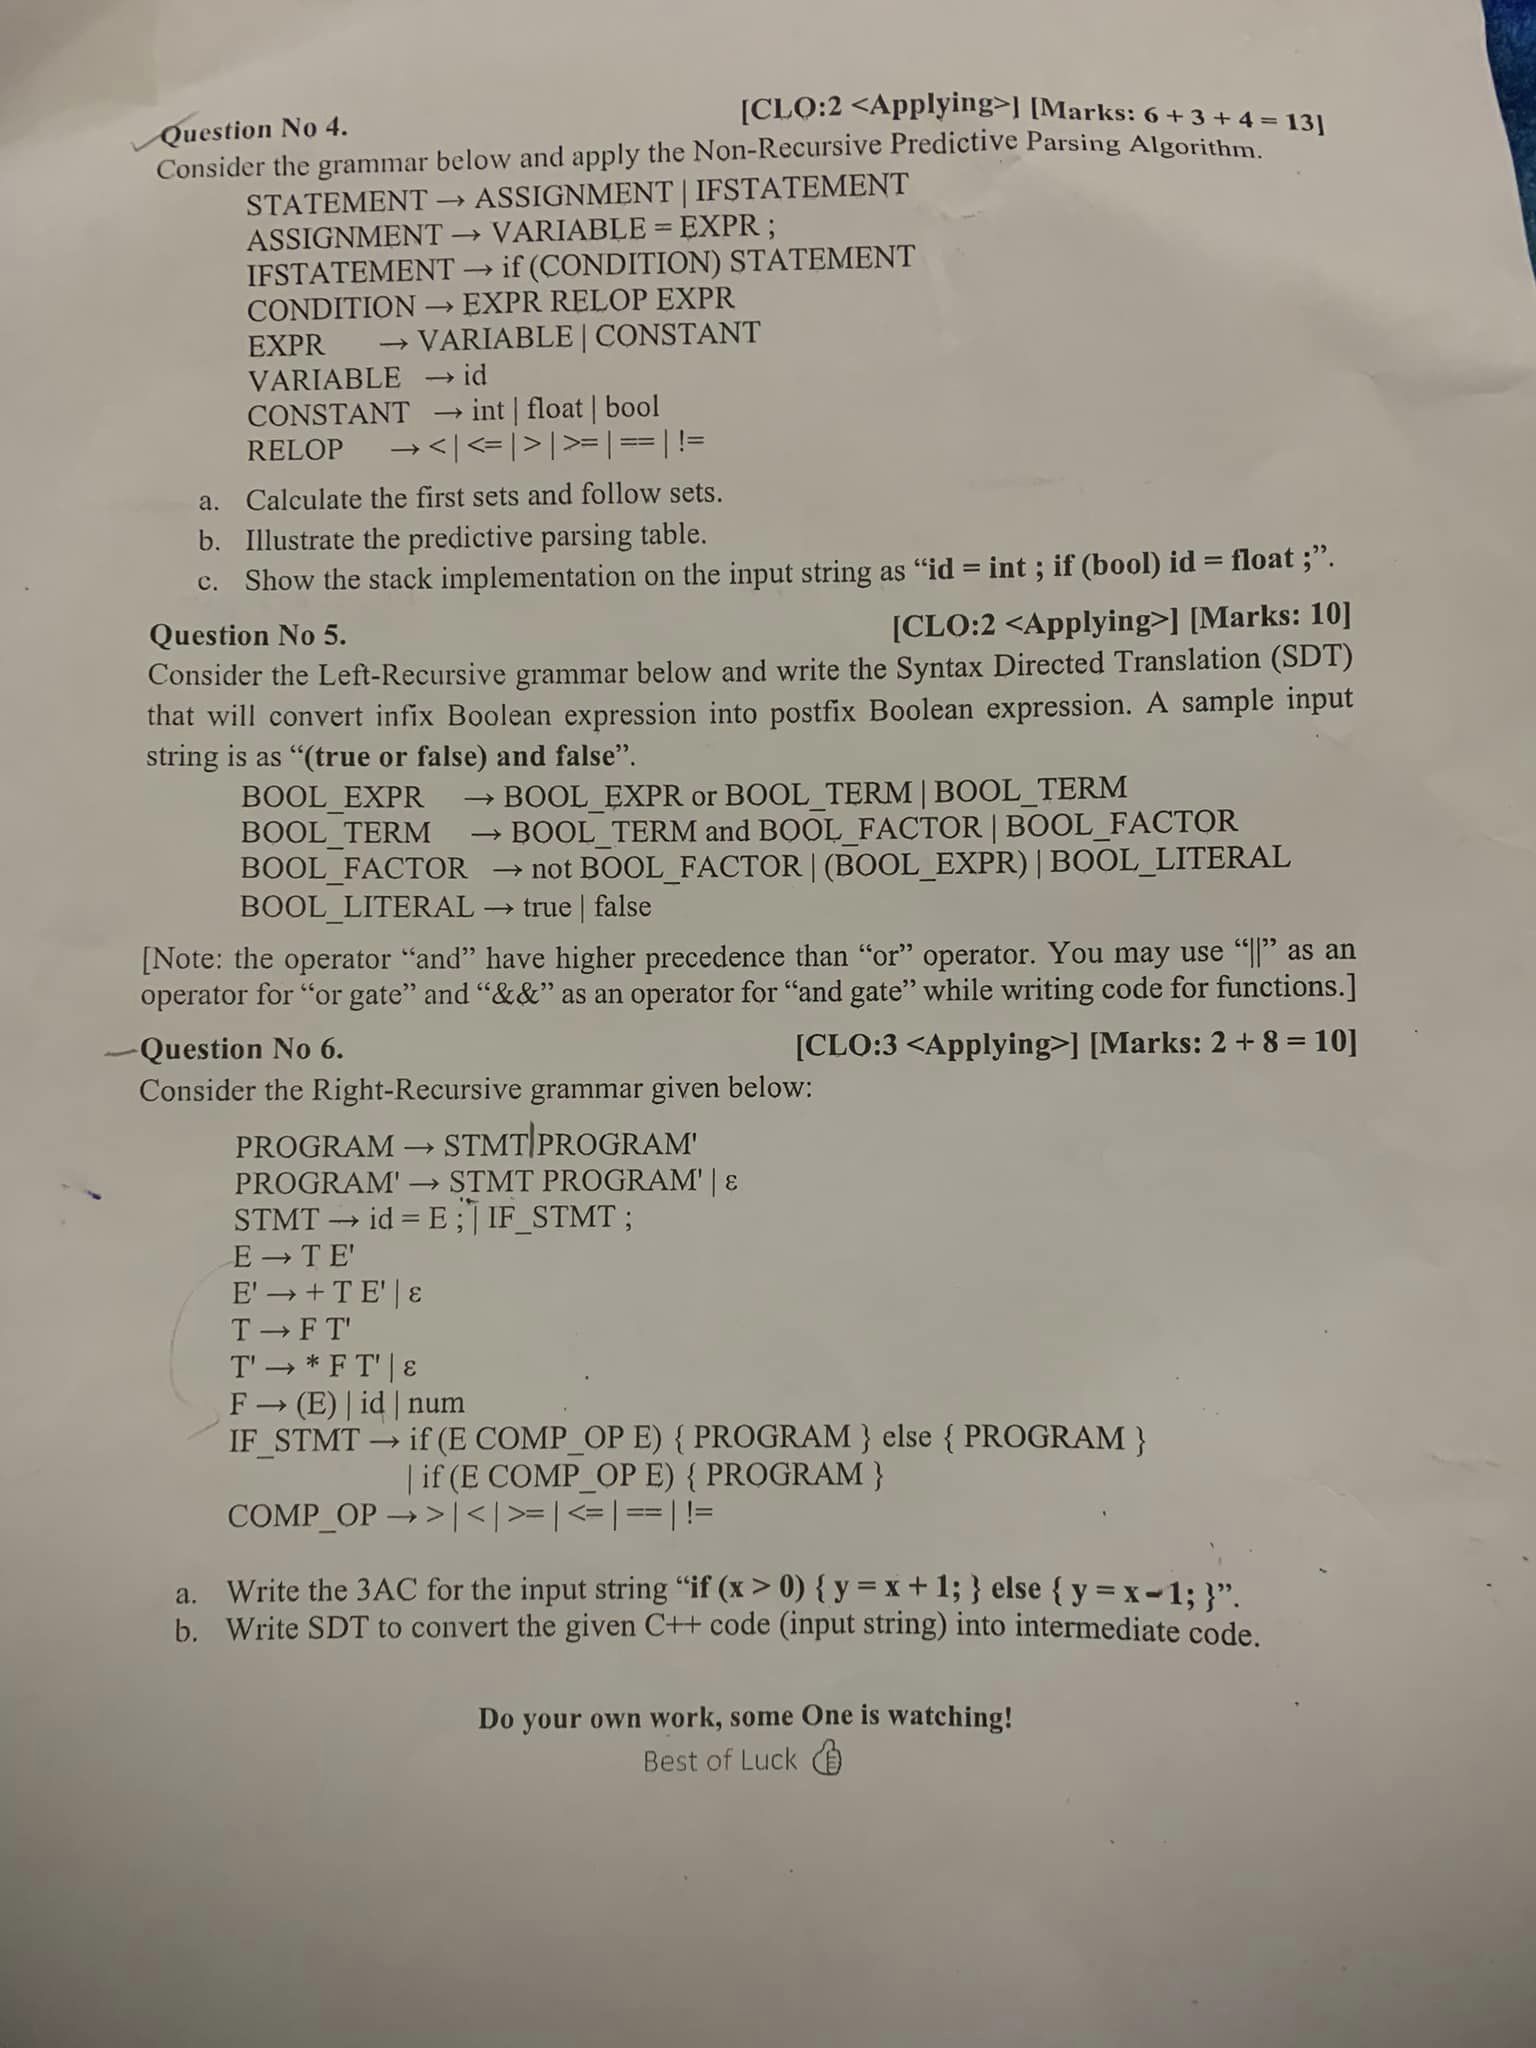 Question No 4. [CLO:2 <Applying>] [Marks: 6 + 3 + 4 = 13]
Consider the grammar below and apply the Non-Recursive Predictive Parsing Algorithm.
STATEMENT → ASSIGNMENT | IFSTATEMENT
ASSIGNMENT → VARIABLE = EXPR ;
IFSTATEMENT → if (CONDITION) STATEMENT
CONDITION → EXPR RELOP EXPR
EXPR → VARIABLE | CONSTANT
VARIABLE → id
CONSTANT → int | float | bool
RELOP → < | <= | > | >= | == | !=
a. Calculate the first sets and follow sets.
b. Illustrate the predictive parsing table.
c. Show the stack implementation on the input string as “id = int ; if (bool) id = float ;”.
Question No 5. [CLO:2 <Applying>] [Marks: 10]
Consider the Left-Recursive grammar below and write the Syntax Directed Translation (SDT)
that will convert infix Boolean expression into postfix Boolean expression. A sample input
string is as “(true or false) and false”.
BOOL_EXPR → BOOL_EXPR or BOOL_TERM | BOOL_TERM
BOOL_TERM → BOOL_TERM and BOOL_FACTOR | BOOL_FACTOR
BOOL_FACTOR → not BOOL_FACTOR | (BOOL_EXPR) | BOOL_LITERAL
BOOL_LITERAL → true | false
[Note: the operator “and” have higher precedence than “or” operator. You may use “||” as an
operator for “or gate” and “&&” as an operator for “and gate” while writing code for functions.]
Question No 6. [CLO:3 <Applying>] [Marks: 2 + 8 = 10]
Consider the Right-Recursive grammar given below:
PROGRAM → STMT PROGRAM'
PROGRAM' → STMT PROGRAM' | ε
STMT → id = E ; | IF_STMT ;
E → T E'
E' → + T E' | ε
T → F T'
T' → * F T' | ε
F → (E) | id | num
IF_STMT → if (E COMP_OP E) { PROGRAM } else { PROGRAM }
| if (E COMP_OP E) { PROGRAM }
COMP_OP → > | < | >= | <= | == | !=
a. Write the 3AC for the input string “if (x > 0) { y = x + 1; } else { y = x - 1; }”.
b. Write SDT to convert the given C++ code (input string) into intermediate code.
Do your own work, some One is watching!
Best of Luck